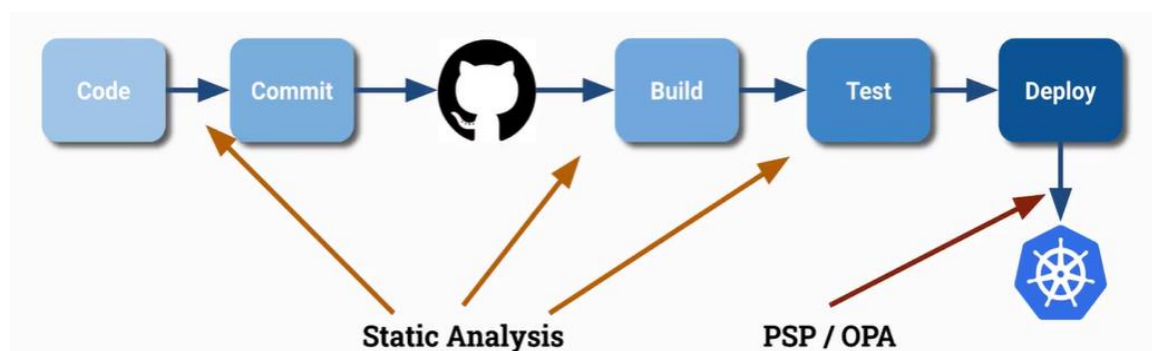 Code
Commit
Build
Test
Deploy
Static Analysis
PSP / OPA